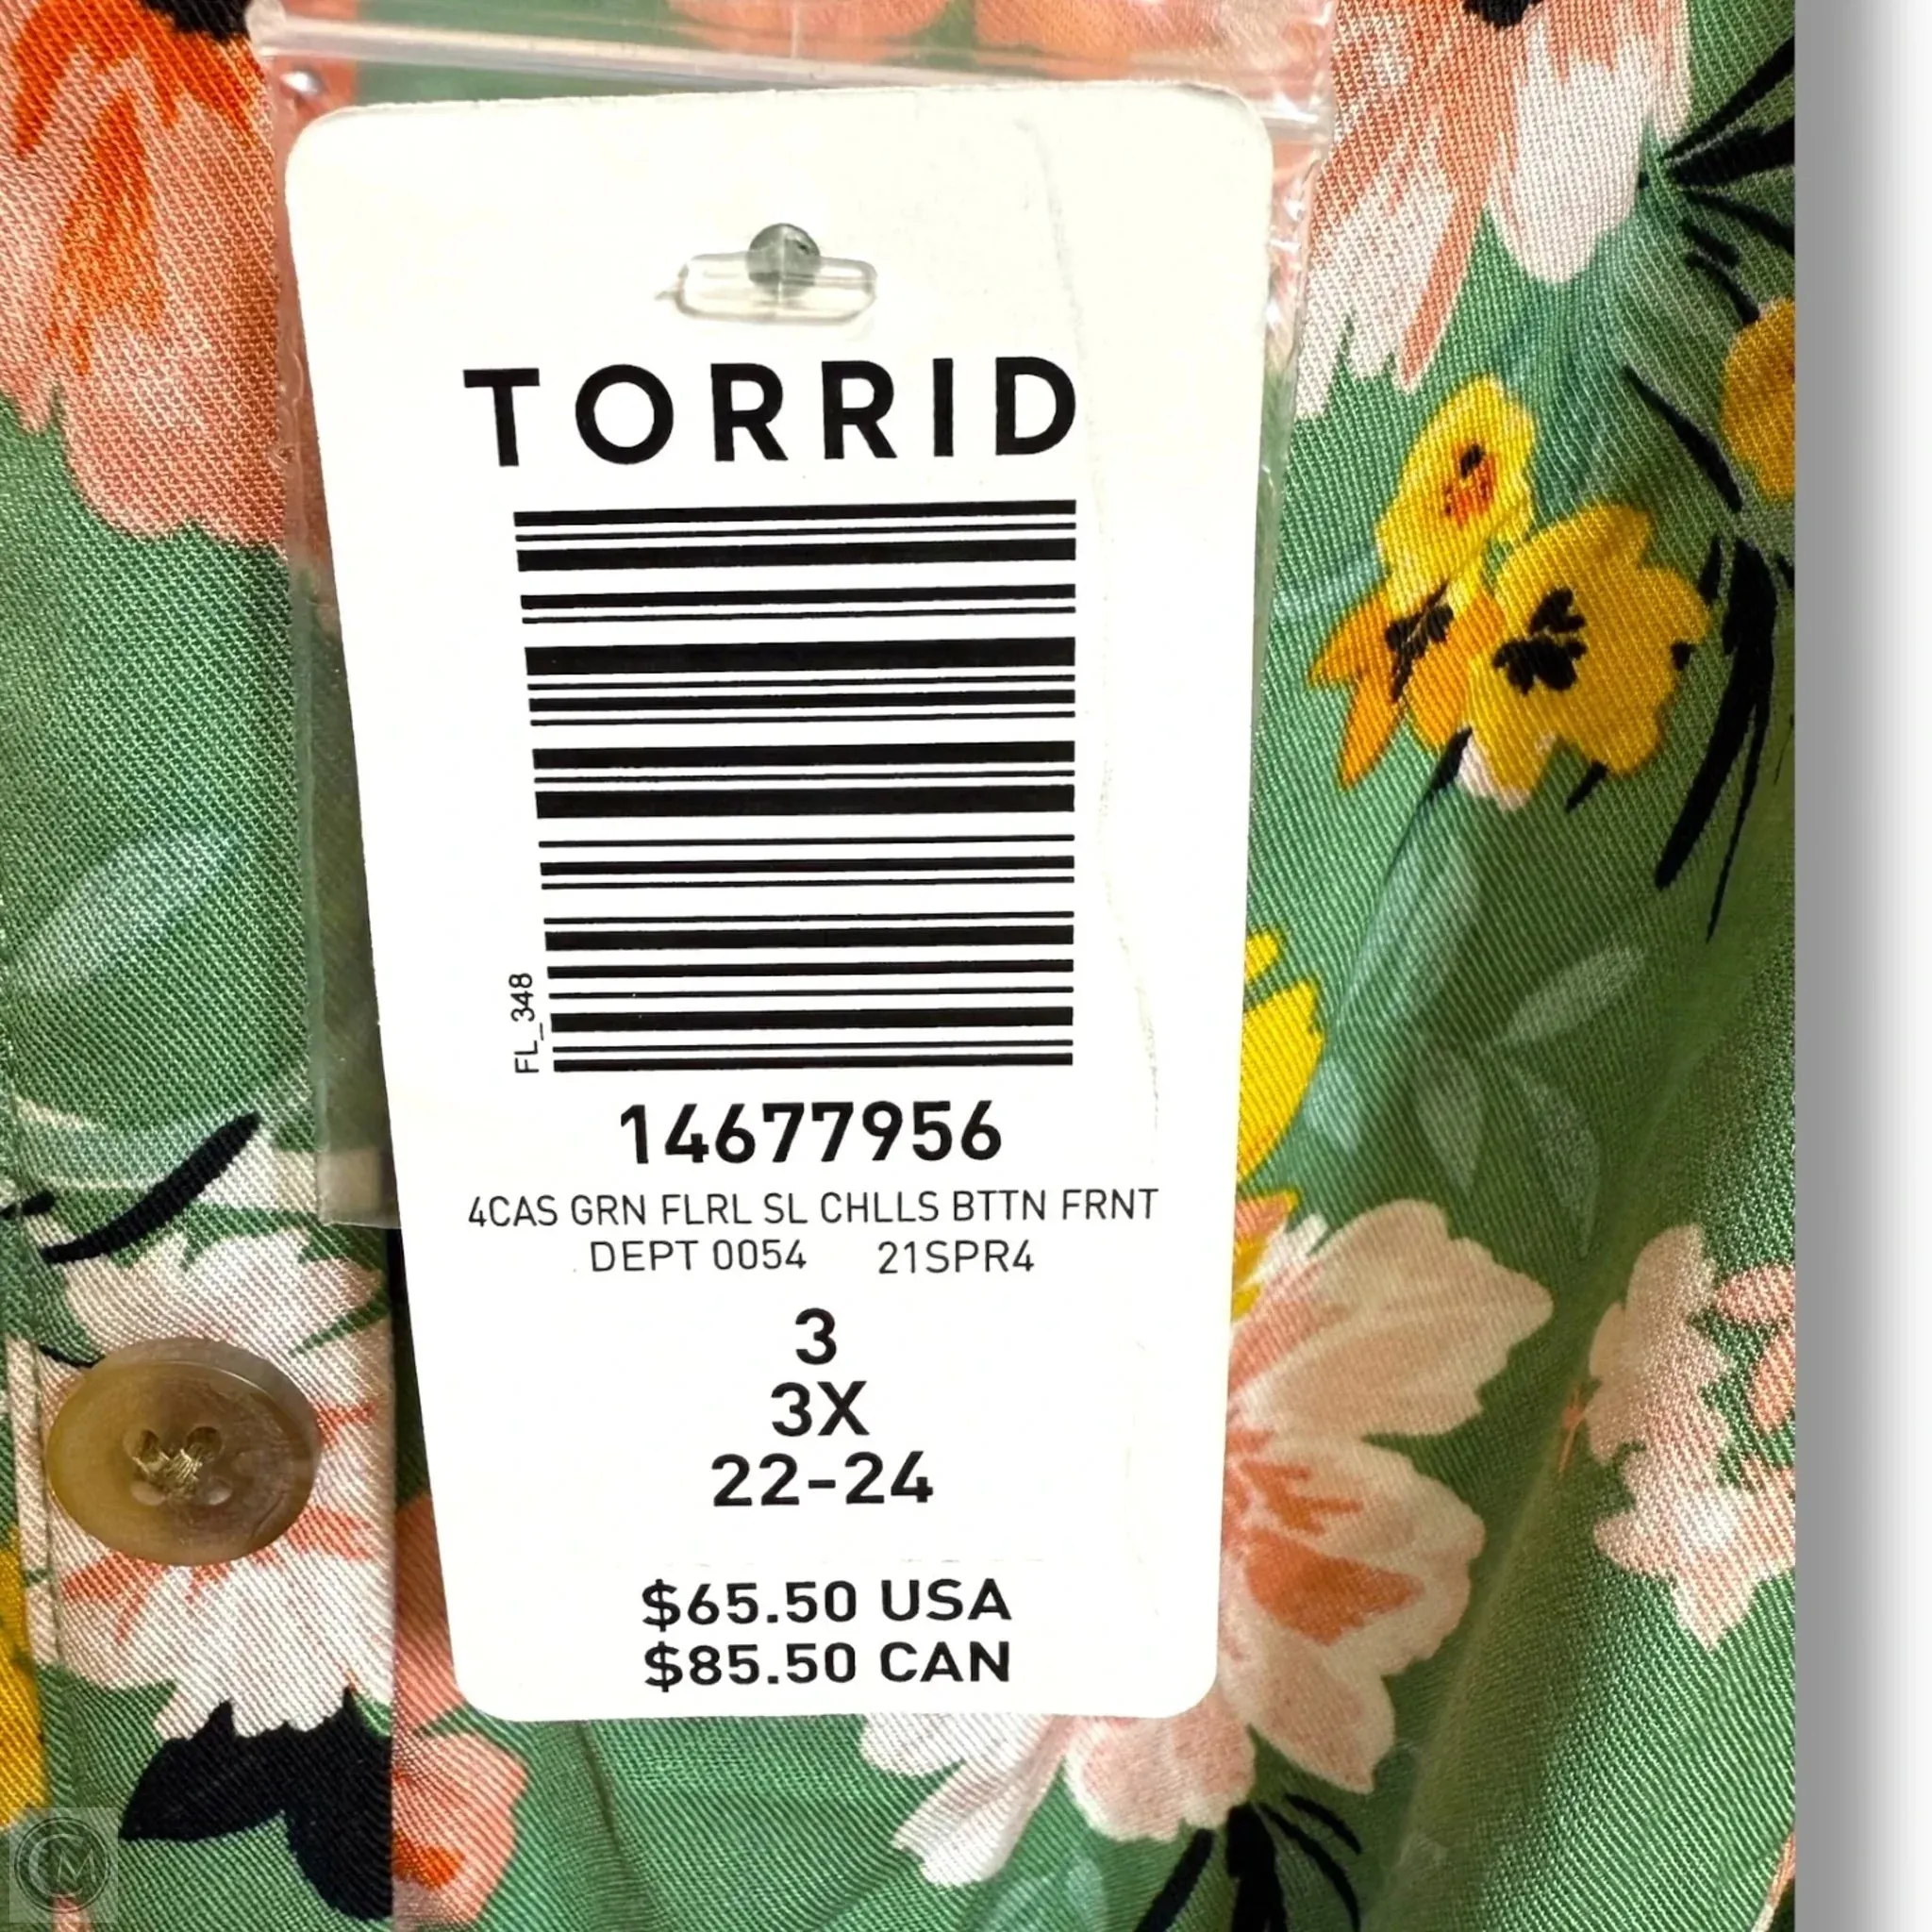 TORRID
FL_348
14677956
4CAS GRN FLRL SL CHLLS BTTN FRNT
DEPT 0054 21SPR4
3
3X
22-24
$65.50 USA
$85.50 CAN
CM